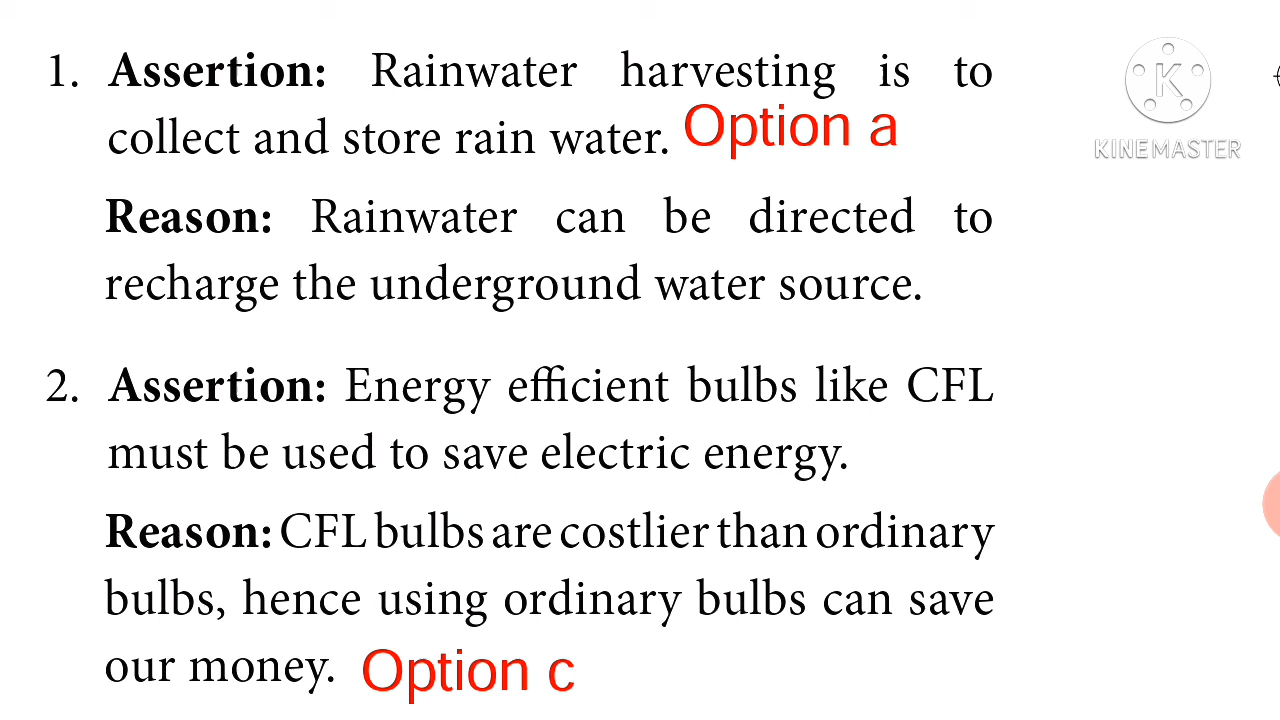 1. Assertion: Rainwater harvesting is to
collect and store rain water. Option a
Reason: Rainwater can be directed to
recharge the underground water source.
2. Assertion: Energy efficient bulbs like CFL
must be used to save electric energy.
Reason: CFL bulbs are costlier than ordinary
bulbs, hence using ordinary bulbs can save
our money. Option c
K
KINEMASTER